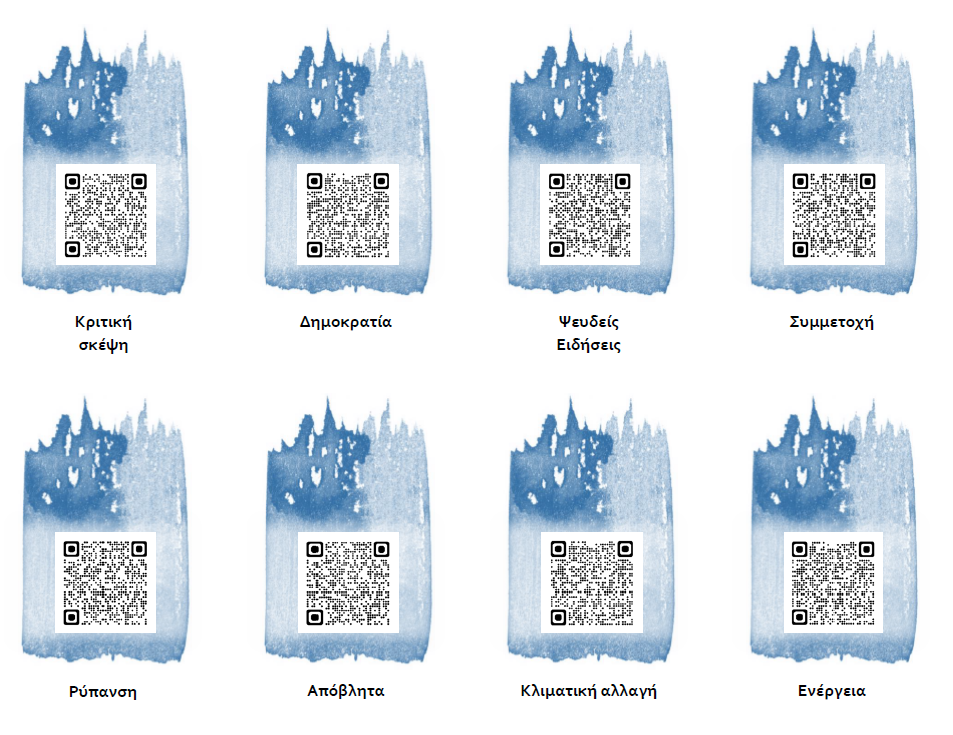 Κριτική
σκέψη
Δημοκρατία
Ψευδείς
Ειδήσεις
Συμμετοχή
Ρύπανση
Απόβλητα
Κλιματική αλλαγή
Ενέργεια